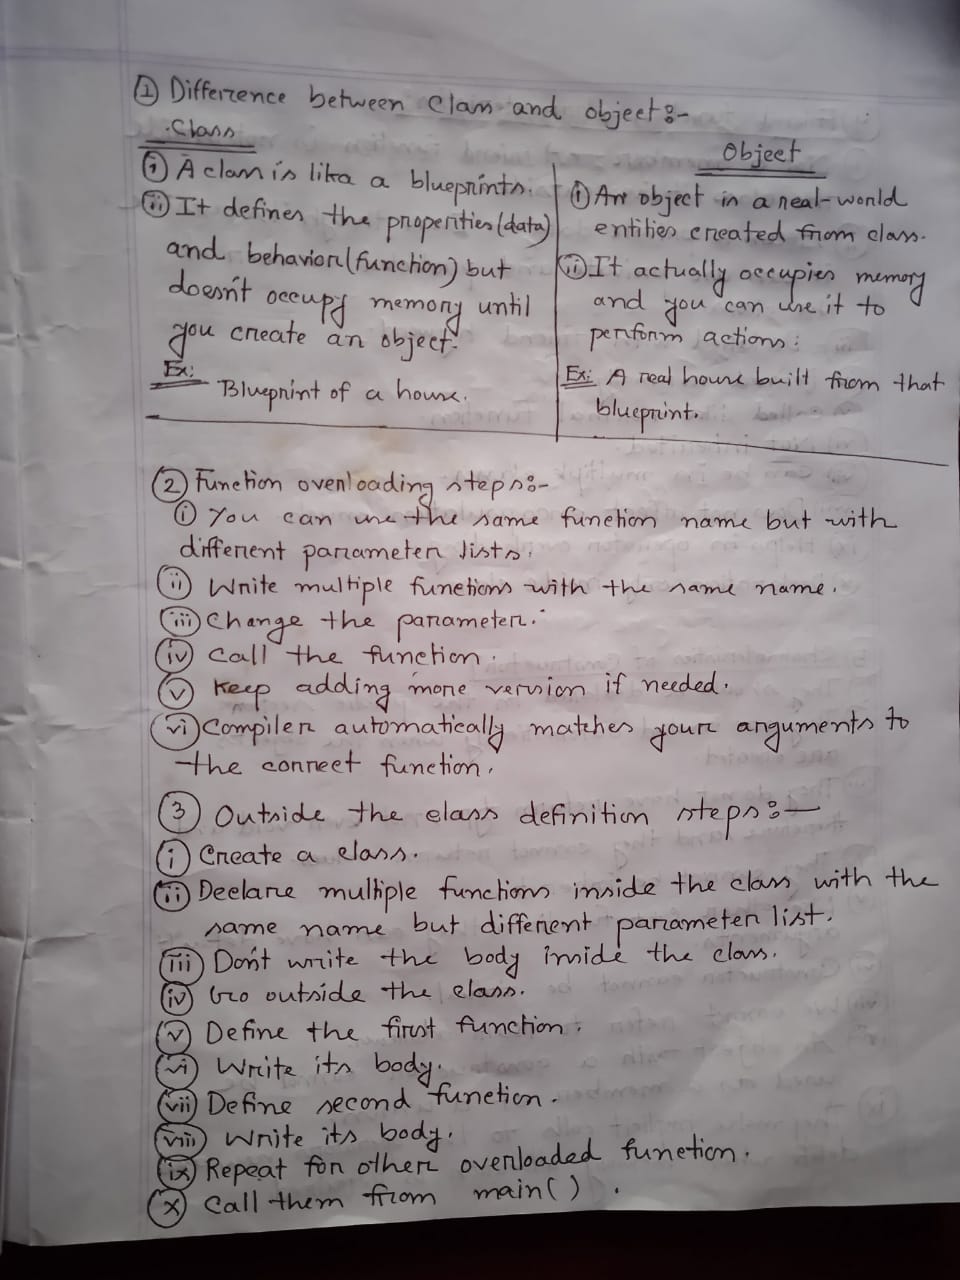 ① Difference between Class and object:-
Class
Object
ⓘ A class is like a blueprints.
ⓘⓘ It defines the properties (data)
and behavior (function) but
doesn't occupy memory until
you create an object.
Ex:
Blueprint of a house.
ⓘ An object in a real-world
entities created from class.
ⓘⓘ It actually occupies memory
and you can use it to
perform actions:
Ex: A real house built from that
blueprint.
② Function overloading steps:-
ⓘ You can use the same function name but with
different parameter lists.
ⓘⓘ Write multiple functions with the same name.
ⓘⓘⓘ Change the parameter.
ⓘⓥ Call the function.
ⓥ Keep adding more version if needed.
ⓥⓘ Compiler automatically matches your arguments to
the correct function.
③ Outside the class definition steps:—
ⓘ Create a class.
ⓘⓘ Declare multiple functions inside the class with the
same name but different parameter list.
ⓘⓘⓘ Don't write the body inside the class.
ⓘⓥ Go outside the class.
ⓥ Define the first function.
ⓥⓘ Write its body.
ⓥⓘⓘ Define second function.
ⓥⓘⓘⓘ Write its body.
ⓘⓧ Repeat for other overloaded function.
ⓧ Call them from main().